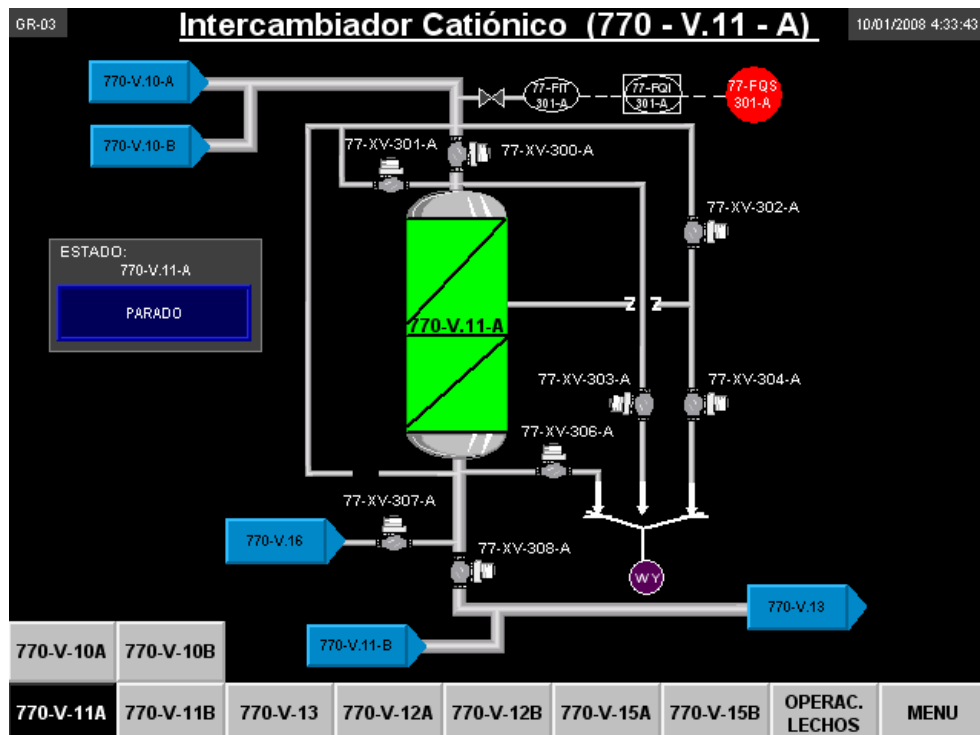 GR-03
Intercambiador Catiónico (770 - V.11 - A)
10/01/2008 4:33:43
770-V.10-A
77-FIT
301-A
77-FQI
301-A
77-FQS
301-A
770-V.10-B
77-XV-301-A
77-XV-300-A
77-XV-302-A
ESTADO:
770-V.11-A
PARADO
770-V.11-A
Z Z
77-XV-303-A
77-XV-304-A
77-XV-306-A
77-XV-307-A
770-V.16
77-XV-308-A
WY
770-V.13
770-V.11-B
770-V-10A
770-V-10B
770-V-11A
770-V-11B
770-V-13
770-V-12A
770-V-12B
770-V-15A
770-V-15B
OPERAC.
LECHOS
MENU